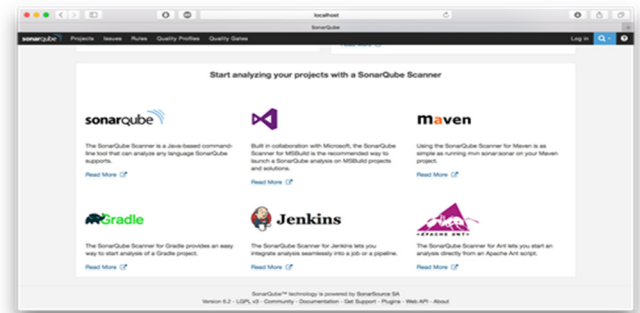 localhost
SonarQube
sonarqube Projects Issues Rules Quality Profiles Quality Gates Log in
Read More
Start analyzing your projects with a SonarQube Scanner
sonarqube
The SonarQube Scanner is a Java-based command-
line tool that can analyze any language SonarQube
supports.
Read More
Built in collaboration with Microsoft, the SonarQube
Scanner for MSBuild is the recommended way to
launch a SonarQube analysis on MSBuild projects
and solutions.
Read More
maven
Using the SonarQube Scanner for Maven is as
simple as running mvn sonar:sonar on your Maven
project.
Read More
Gradle
The SonarQube Scanner for Gradle provides an easy
way to start analysis of a Gradle project.
Read More
Jenkins
The SonarQube Scanner for Jenkins lets you
integrate analysis seamlessly into a job or a pipeline.
Read More
APACHE ANT
The SonarQube Scanner for Ant lets you start an
analysis directly from an Apache Ant script.
Read More
SonarQube™ technology is powered by SonarSource SA
Version 6.2 - LGPL v3 - Community - Documentation - Get Support - Plugins - Web API - About